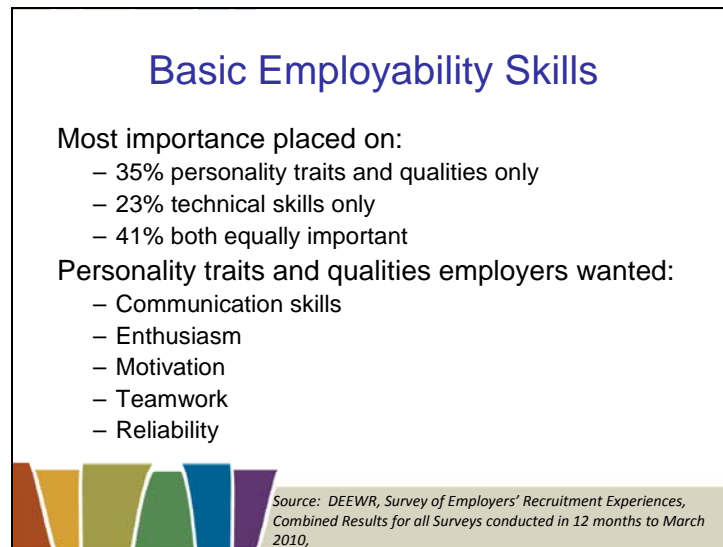 Basic Employability Skills
Most importance placed on:
– 35% personality traits and qualities only
– 23% technical skills only
– 41% both equally important
Personality traits and qualities employers wanted:
– Communication skills
– Enthusiasm
– Motivation
– Teamwork
– Reliability
Source: DEEWR, Survey of Employers' Recruitment Experiences,
Combined Results for all Surveys conducted in 12 months to March
2010,